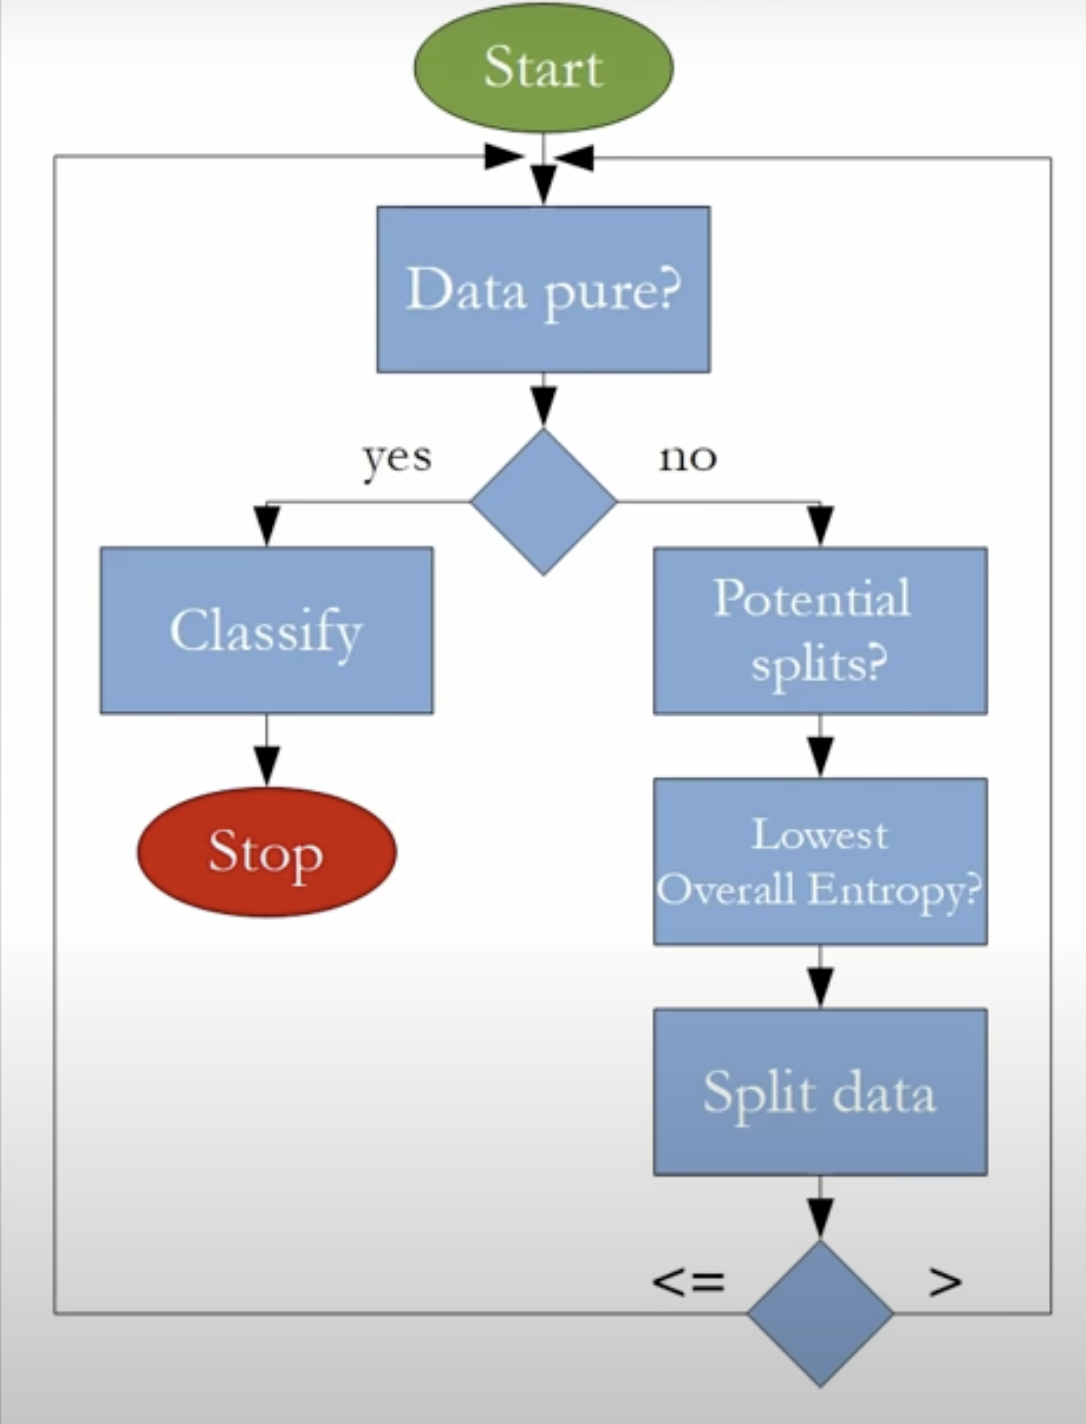 Start
Data pure?
yes
no
Classify
Potential
splits?
Stop
Lowest
Overall Entropy?
Split data
<=
>